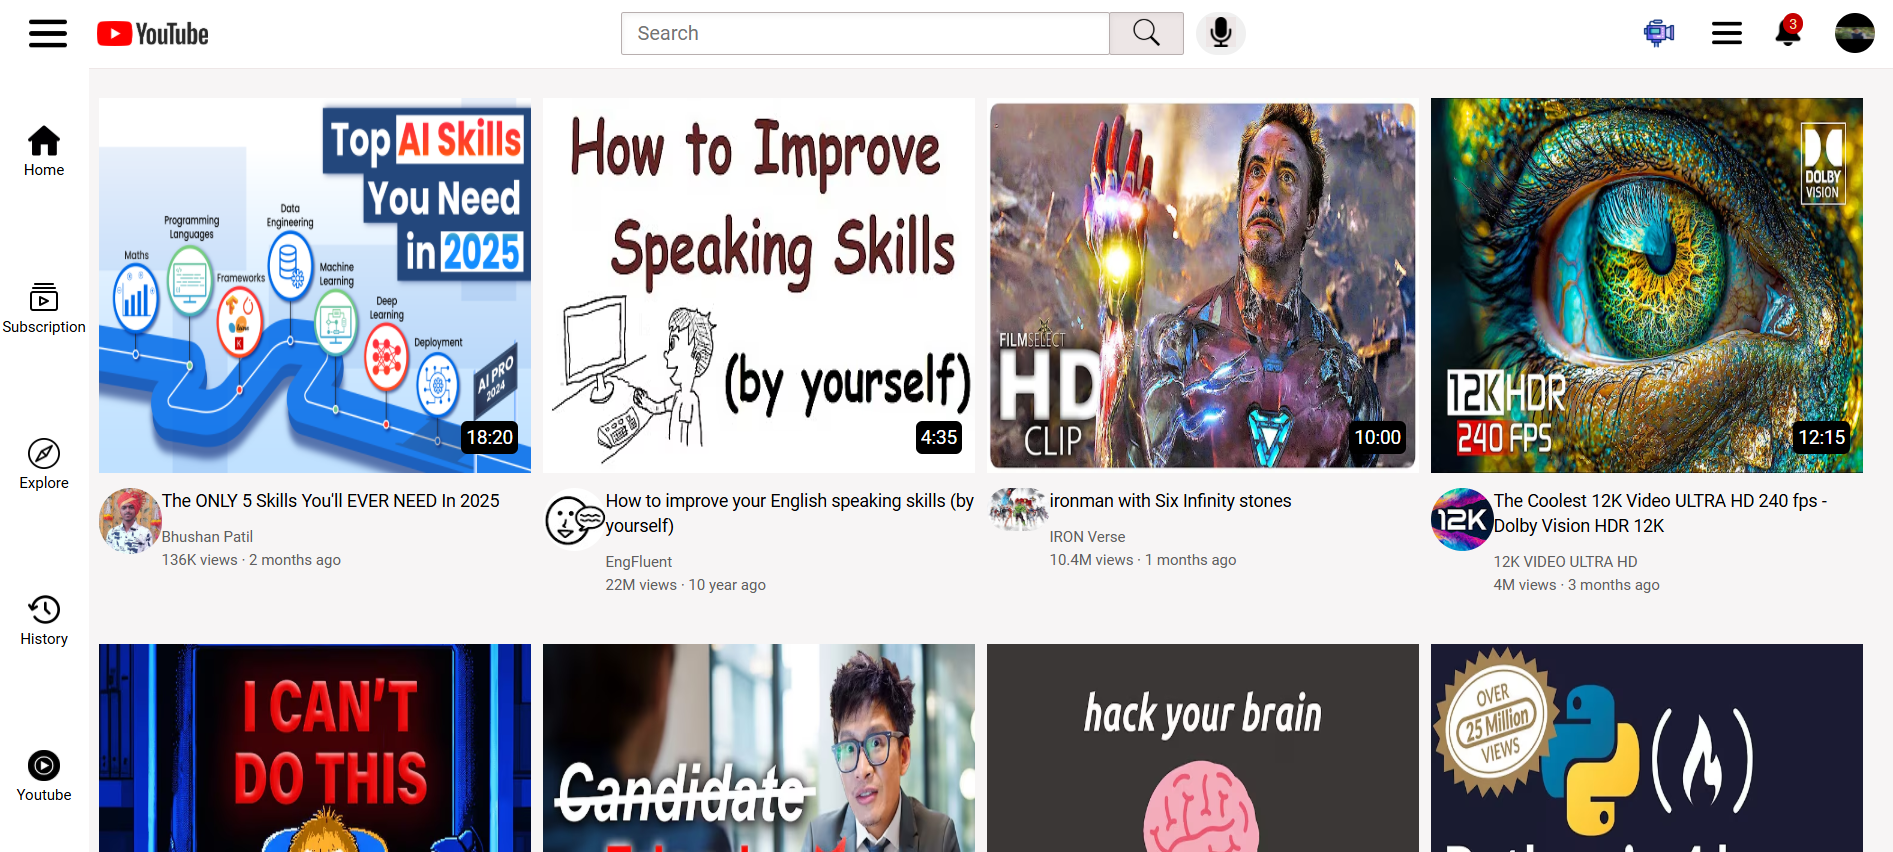 YouTube
Search
3
Home
Subscription
Explore
History
Youtube
Top AI Skills
You Need
in 2025
Maths
Programming
Languages
Frameworks
Data
Engineering
Machine
Learning
Deep
Learning
Deployment
AI PRO
2024
18:20
The ONLY 5 Skills You'll EVER NEED In 2025
Bhushan Patil
136K views · 2 months ago
How to Improve
Speaking Skills
(by yourself)
4:35
How to improve your English speaking skills (by
yourself)
EngFluent
22M views · 10 year ago
FILMSELECT
HD
CLIP
10:00
ironman with Six Infinity stones
IRON Verse
10.4M views · 1 months ago
DOLBY
VISION
12K HDR
240 FPS
12:15
12K
The Coolest 12K Video ULTRA HD 240 fps -
Dolby Vision HDR 12K
12K VIDEO ULTRA HD
4M views · 3 months ago
I CAN'T
DO THIS
Candidate
hack your brain
OVER
25 Million
VIEWS